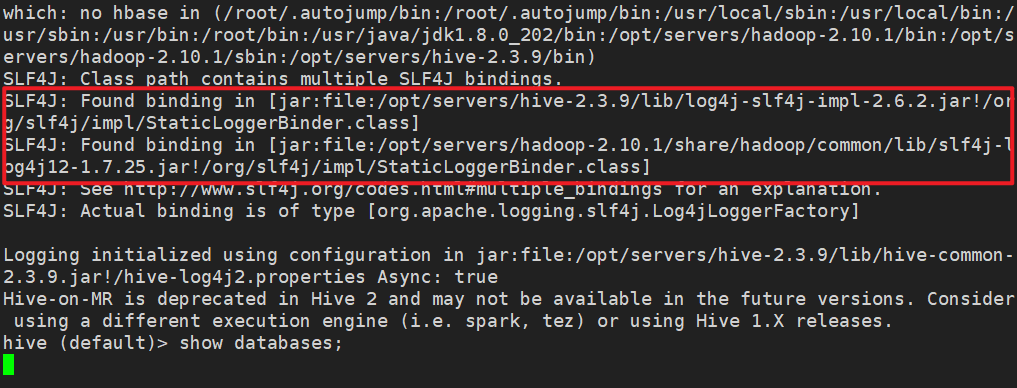 which: no hbase in (/root/.autojump/bin:/root/.autojump/bin:/usr/local/sbin:/usr/local/bin:/
usr/sbin:/usr/bin:/root/bin:/usr/java/jdk1.8.0_202/bin:/opt/servers/hadoop-2.10.1/bin:/opt/s
ervers/hadoop-2.10.1/sbin:/opt/servers/hive-2.3.9/bin)
SLF4J: Class path contains multiple SLF4J bindings.
SLF4J: Found binding in [jar:file:/opt/servers/hive-2.3.9/lib/log4j-slf4j-impl-2.6.2.jar!/or
g/slf4j/impl/StaticLoggerBinder.class]
SLF4J: Found binding in [jar:file:/opt/servers/hadoop-2.10.1/share/hadoop/common/lib/slf4j-l
og4j12-1.7.25.jar!/org/slf4j/impl/StaticLoggerBinder.class]
SLF4J: See http://www.slf4j.org/codes.html#multiple_bindings for an explanation.
SLF4J: Actual binding is of type [org.apache.logging.slf4j.Log4jLoggerFactory]
Logging initialized using configuration in jar:file:/opt/servers/hive-2.3.9/lib/hive-common-
2.3.9.jar!/hive-log4j2.properties Async: true
Hive-on-MR is deprecated in Hive 2 and may not be available in the future versions. Consider
 using a different execution engine (i.e. spark, tez) or using Hive 1.X releases.
hive (default)> show databases;